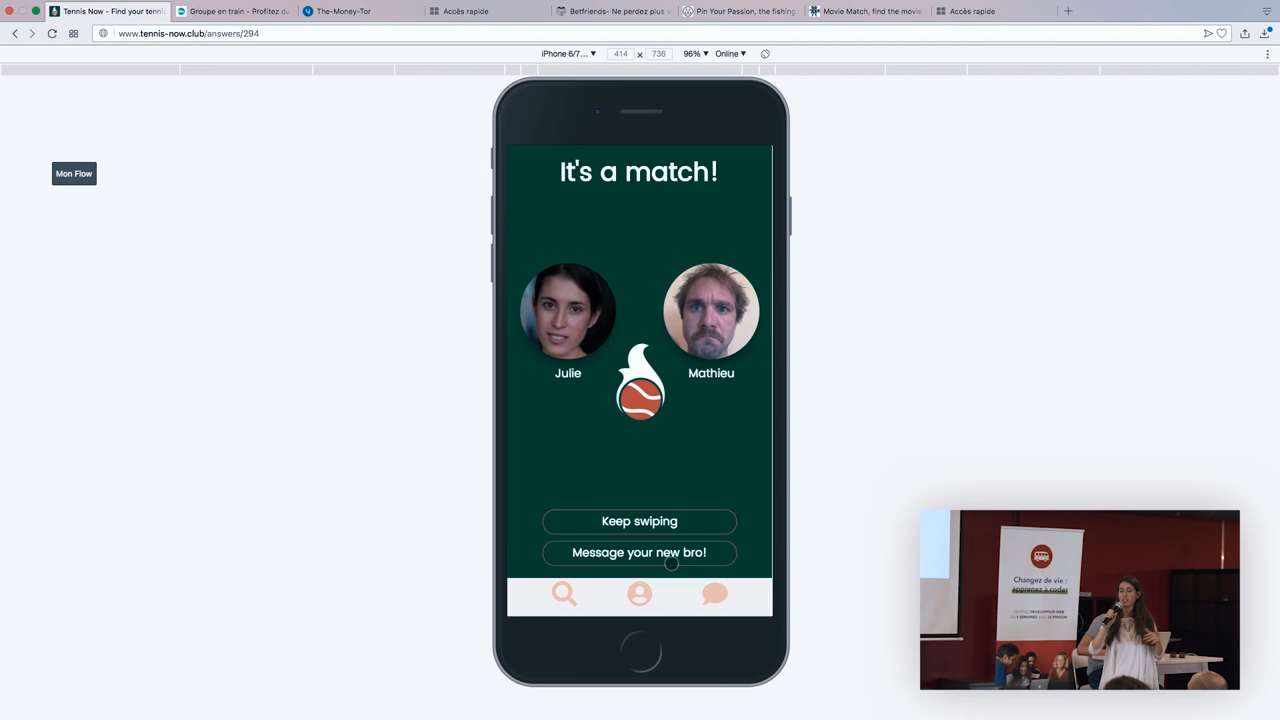 Tennis Now - Find your tennis
Groupe en train - Profitez du
The-Money-Tor
Accès rapide
Betfriends- Ne perdez plus v
Pin Your Passion, the fishing
Movie Match, find the movie
Accès rapide
www.tennis-now.club/answers/294
iPhone 6/7...
414
736
96%
Online
It's a match!
Mon Flow
Julie
Mathieu
Keep swiping
Message your new bro!
Changez de vie :
apprenez à coder